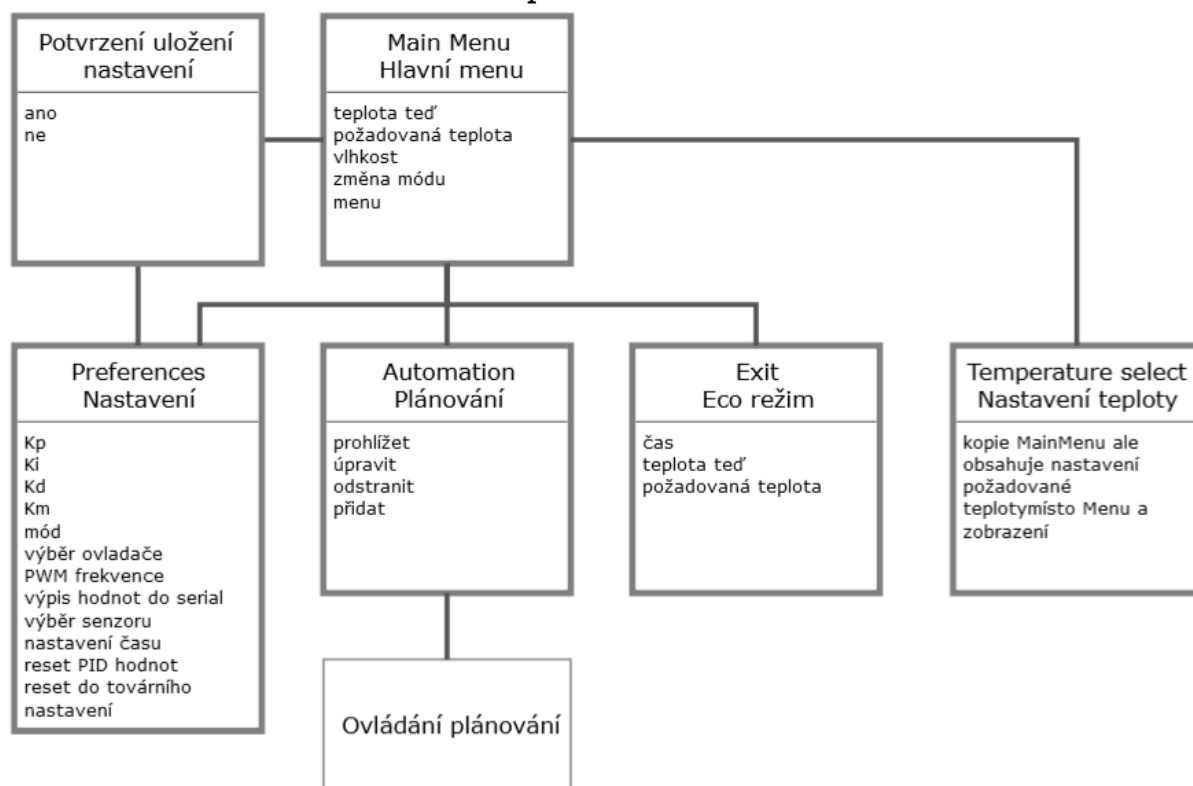 Potvrzení uložení
nastavení
ano
ne
Main Menu
Hlavní menu
teplota teď
požadovaná teplota
vlhkost
změna módu
menu
Preferences
Nastavení
Kp
Ki
Kd
Km
mód
výběr ovladače
PWM frekvence
výpis hodnot do serial
výběr senzoru
nastavení času
reset PID hodnot
reset do továrního
nastavení
Automation
Plánování
prohlížet
úpravit
odstranit
přidat
Exit
Eco režim
čas
teplota teď
požadovaná teplota
Temperature select
Nastavení teploty
kopie MainMenu ale
obsahuje nastavení
požadované
teplotymísto Menu a
zobrazení
Ovládání plánování